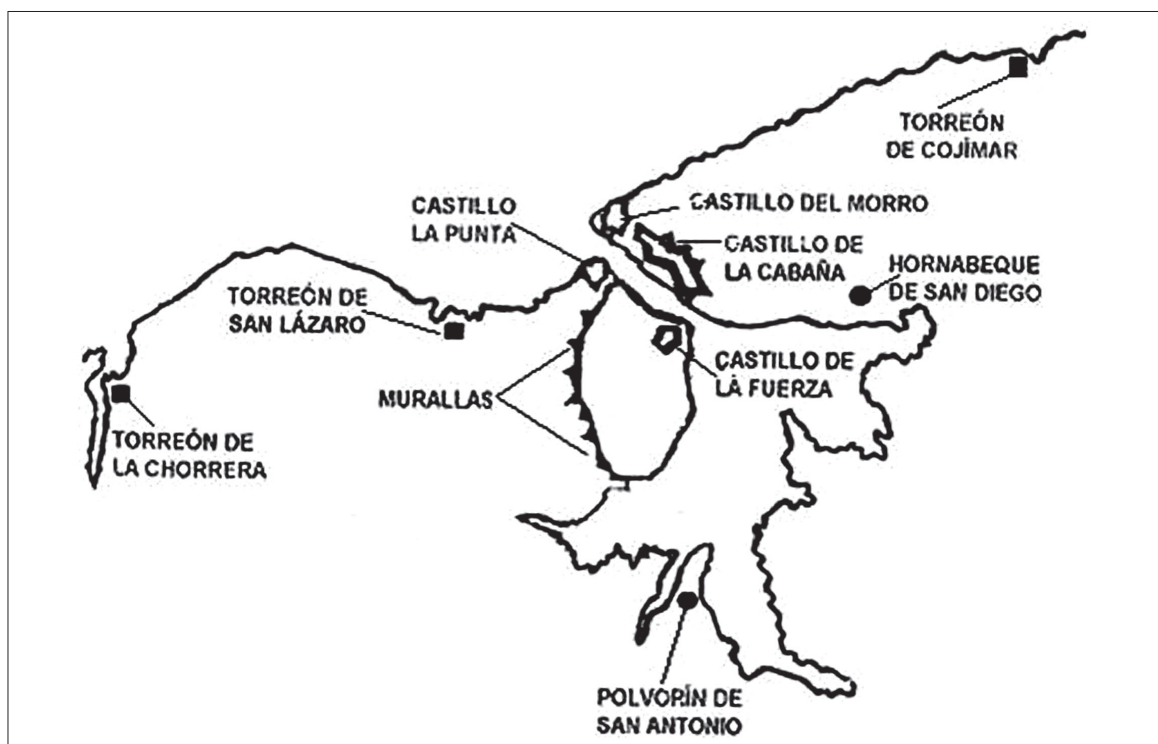 TORREÓN
DE COJÍMAR
CASTILLO
LA PUNTA
CASTILLO DEL MORRO
CASTILLO DE
LA CABAÑA
HORNABEQUE
DE SAN DIEGO
TORREÓN DE
SAN LÁZARO
CASTILLO DE
LA FUERZA
MURALLAS
TORREÓN DE
LA CHORRERA
POLVORÍN DE
SAN ANTONIO